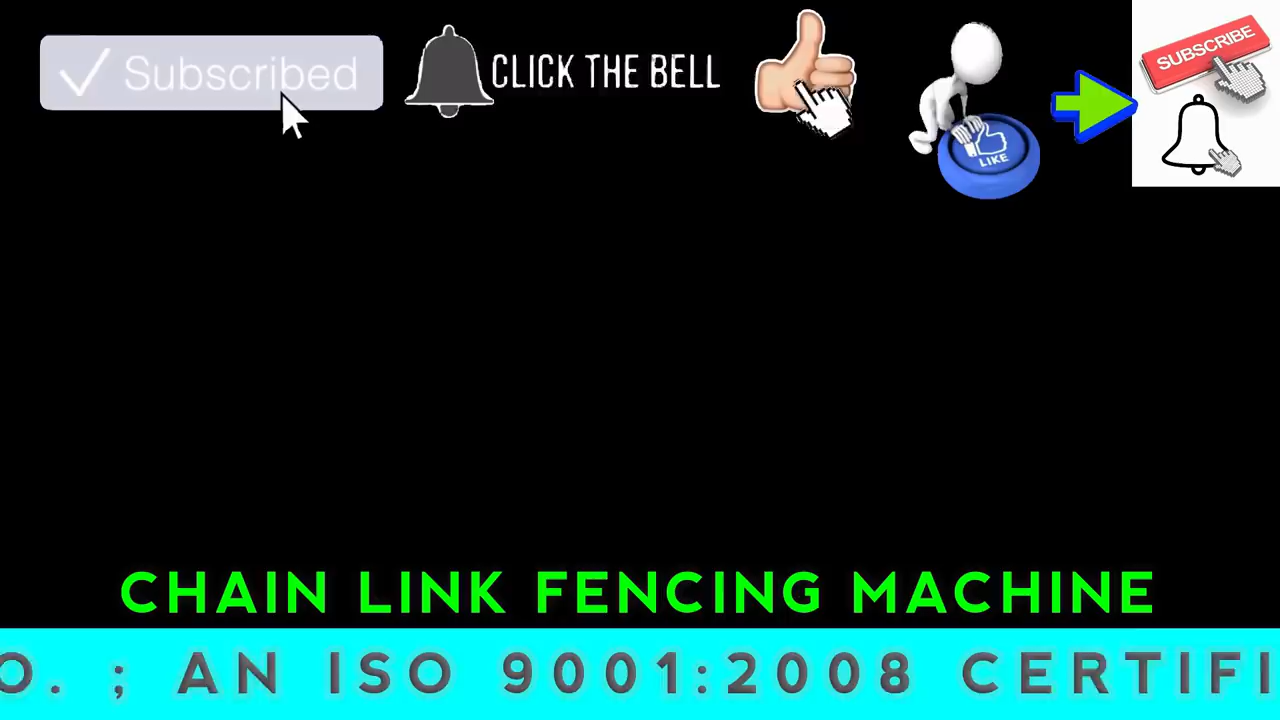 Subscribed
CLICK THE BELL
LIKE
SUBSCRIBE
CHAIN LINK FENCING MACHINE
O. ; AN ISO 9001:2008 CERTIFI